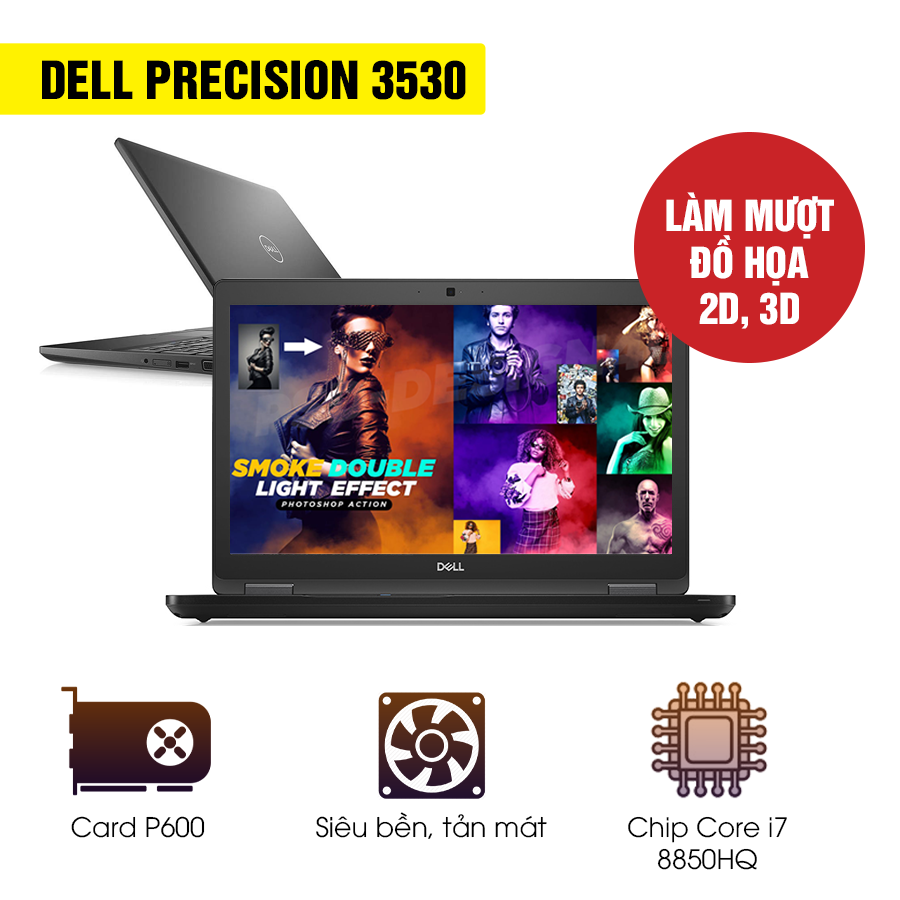 DELL PRECISION 3530
LÀM MƯỢT
ĐỒ HỌA
2D, 3D
DELL
SMOKE DOUBLE
LIGHT EFFECT
PHOTOSHOP ACTION
DELL
Card P600
Siêu bền, tản mát
Chip Core i7
8850HQ